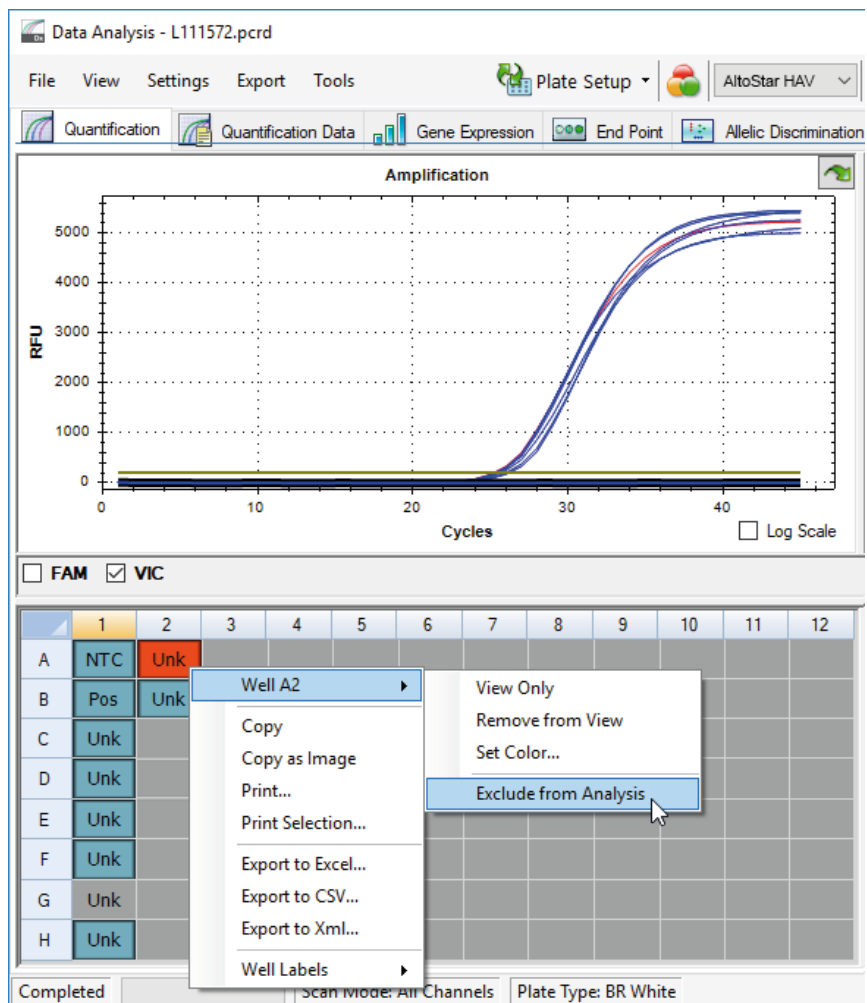 Data Analysis - L111572.pcrd
File View Settings Export Tools Plate Setup AltoStar HAV
Quantification Quantification Data Gene Expression End Point Allelic Discrimination
Amplification
5000
4000
3000
2000
1000
0
RFU
0 10 20 30 40
Cycles
Log Scale
FAM VIC
1 2 3 4 5 6 7 8 9 10 11 12
A NTC Unk
B Pos Unk
C Unk
D Unk
E Unk
F Unk
G Unk
H Unk
Well A2
Copy
Copy as Image
Print...
Print Selection...
Export to Excel...
Export to CSV...
Export to Xml...
Well Labels
View Only
Remove from View
Set Color...
Exclude from Analysis
Completed Scan Mode: All Channels Plate Type: BR White